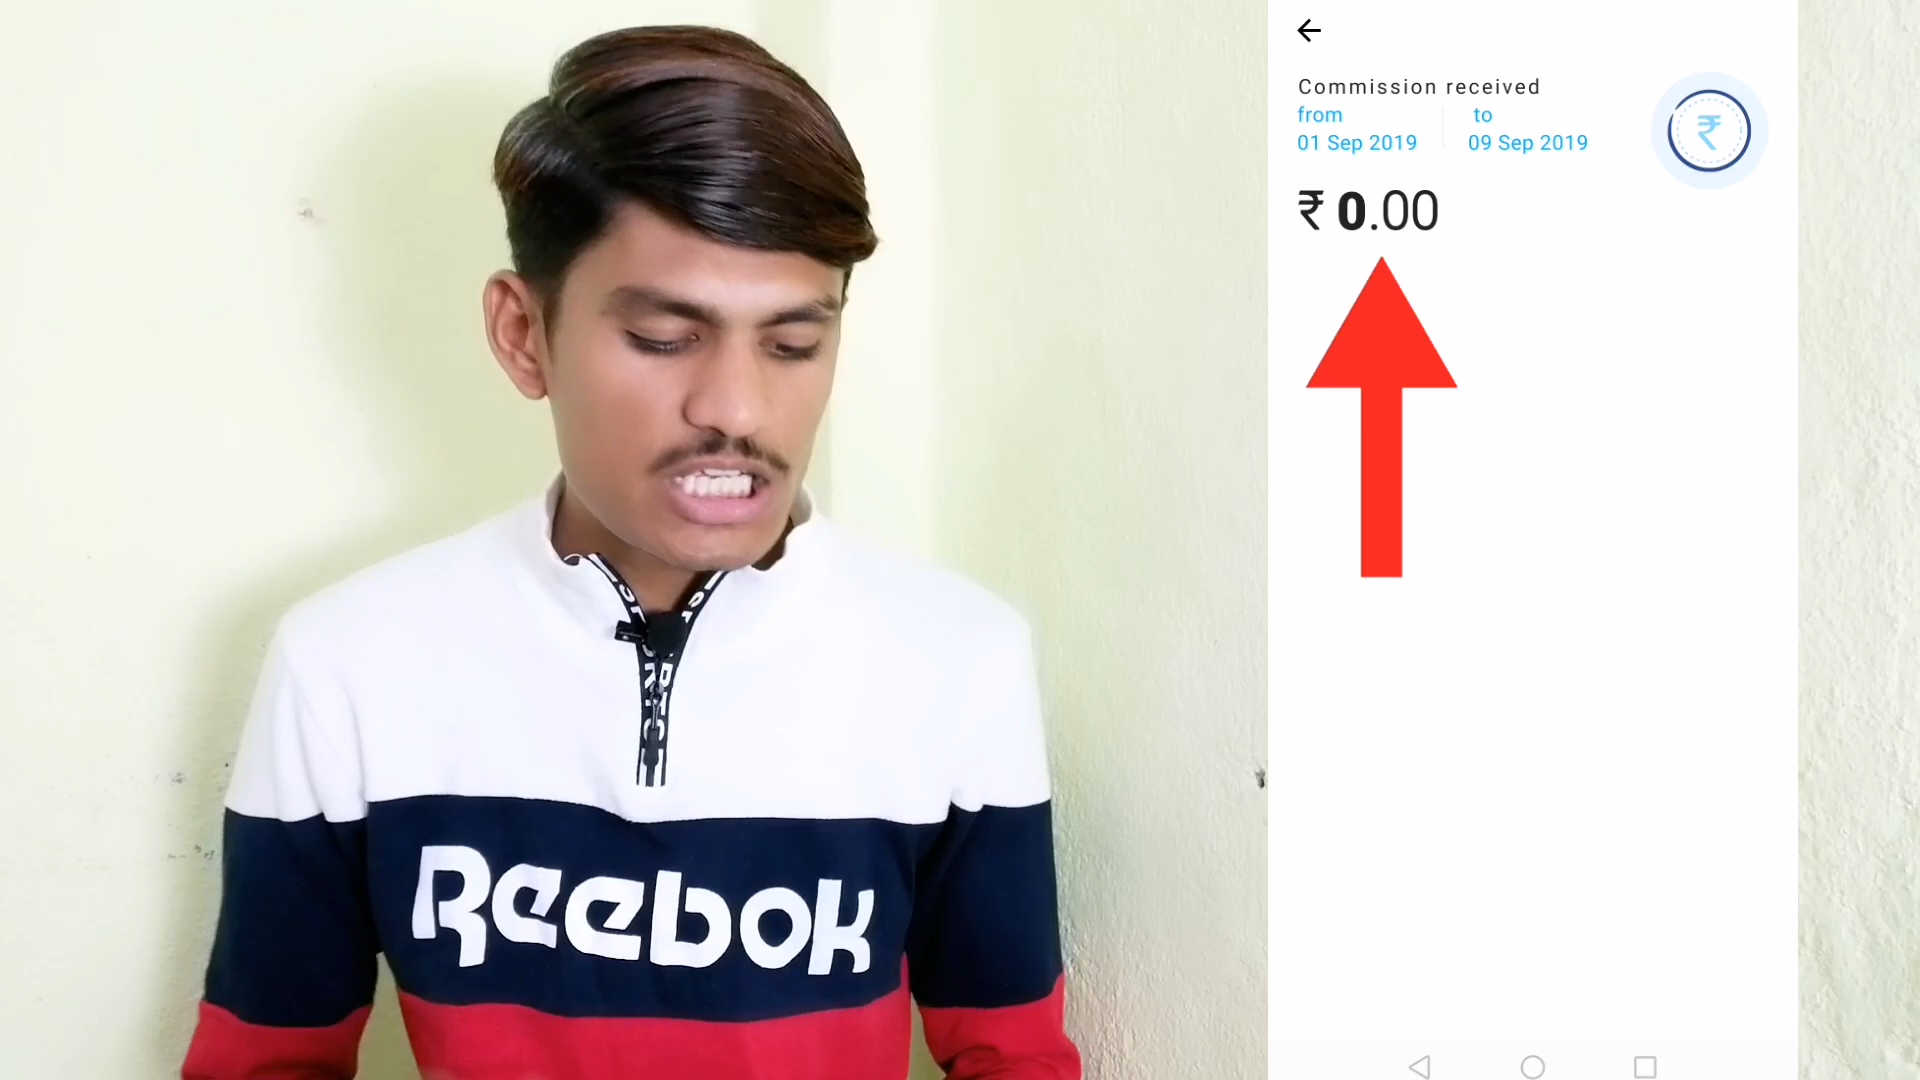 Commission received
from to
01 Sep 2019 09 Sep 2019
₹
₹ 0.00
Reebok